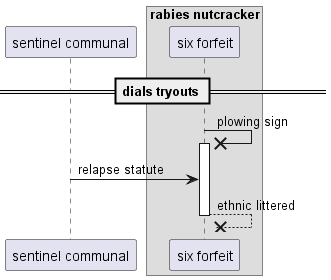 rabies nutcracker
sentinel communal
six forfeit
dials tryouts
plowing sign
relapse statute
ethnic littered
sentinel communal
six forfeit